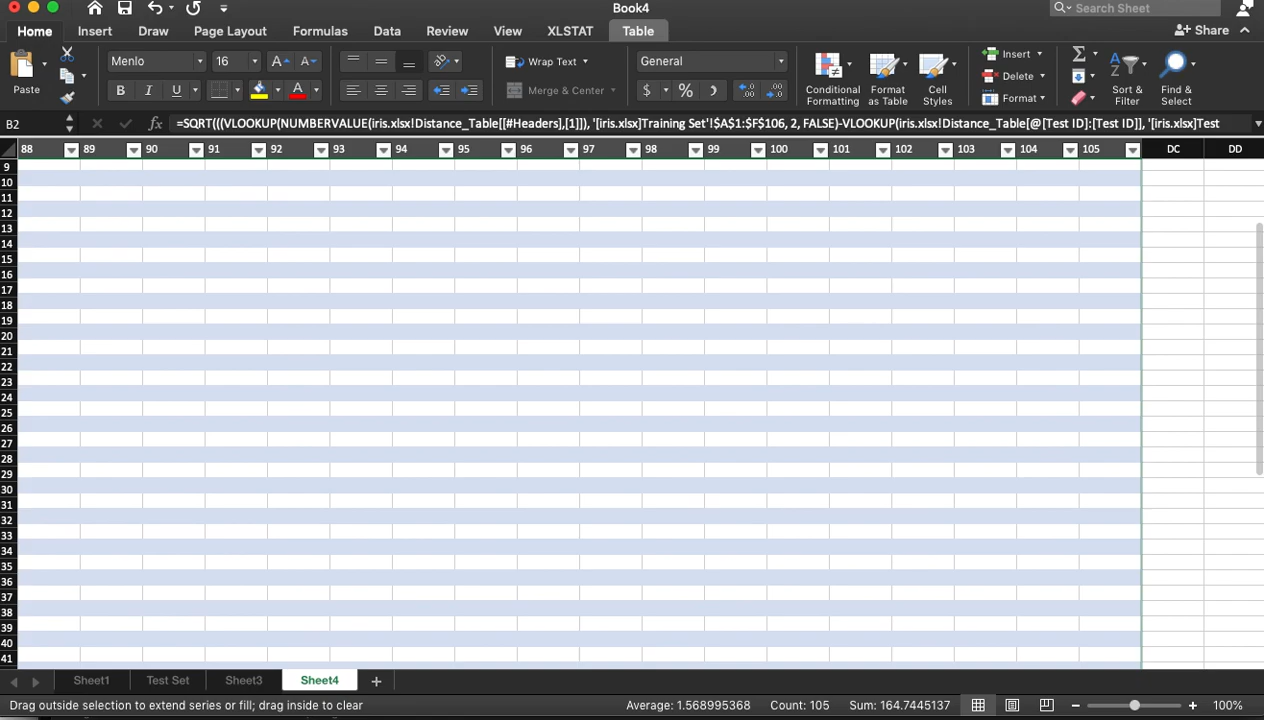 Book4
Search Sheet
Home Insert Draw Page Layout Formulas Data Review View XLSTAT Table Share
Paste
Menlo 16
Wrap Text
Merge & Center
General
Conditional Formatting
Format as Table
Cell Styles
Insert
Delete
Format
Sort & Filter
Find & Select
B2 fx =SQRT(((VLOOKUP(NUMBERVALUE(iris.xlsx!Distance_Table[[#Headers],[1]]), '[iris.xlsx]Training Set'!$A$1:$F$106, 2, FALSE)-VLOOKUP(iris.xlsx!Distance_Table[@[Test ID]:[Test ID]], '[iris.xlsx]Test
88 89 90 91 92 93 94 95 96 97 98 99 100 101 102 103 104 105 DC DD
9
10
11
12
13
14
15
16
17
18
19
20
21
22
23
24
25
26
27
28
29
30
31
32
33
34
35
36
37
38
39
40
41
Sheet1 Test Set Sheet3 Sheet4 +
Drag outside selection to extend series or fill; drag inside to clear Average: 1.568995368 Count: 105 Sum: 164.7445137 100%